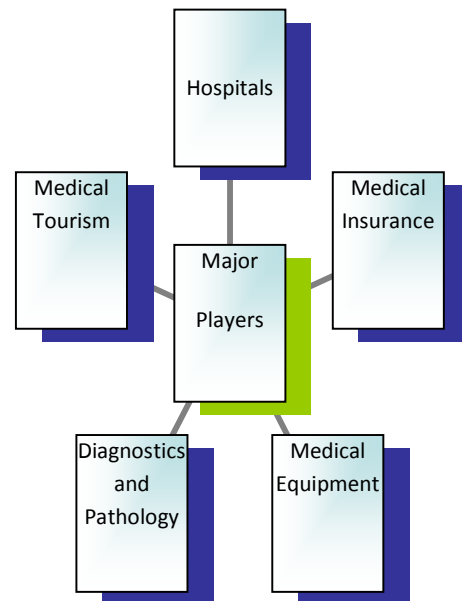 Hospitals
Medical
Tourism
Medical
Insurance
Major
Players
Diagnostics
and
Pathology
Medical
Equipment